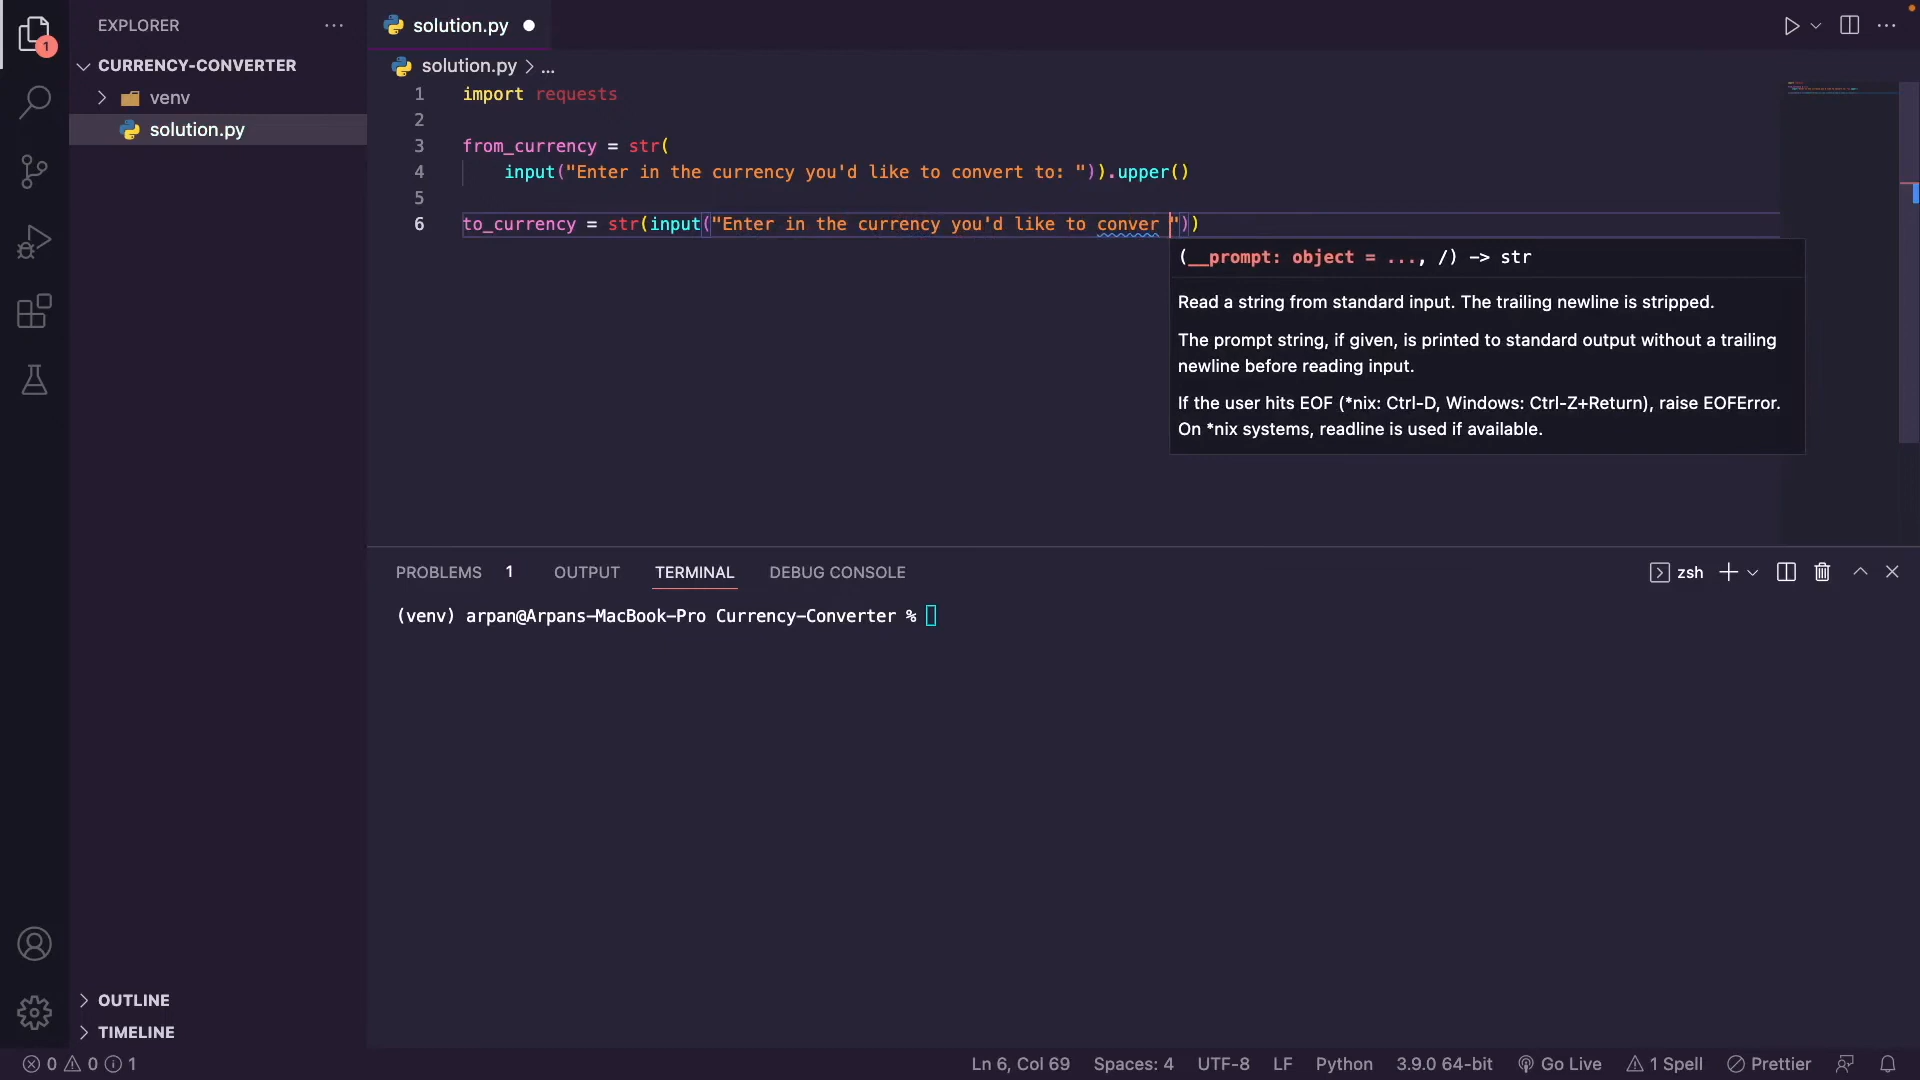 EXPLORER
solution.py
1
CURRENCY-CONVERTER
venv
solution.py
solution.py > ...
1 import requests
2
3 from_currency = str(
4 input("Enter in the currency you'd like to convert to: ")).upper()
5
6 to_currency = str(input("Enter in the currency you'd like to conver "))
(__prompt: object = ..., /) -> str
Read a string from standard input. The trailing newline is stripped.
The prompt string, if given, is printed to standard output without a trailing
newline before reading input.
If the user hits EOF (*nix: Ctrl-D, Windows: Ctrl-Z+Return), raise EOFError.
On *nix systems, readline is used if available.
PROBLEMS 1 OUTPUT TERMINAL DEBUG CONSOLE zsh
(venv) arpan@Arpans-MacBook-Pro Currency-Converter %
OUTLINE
TIMELINE
0 0 1 Ln 6, Col 69 Spaces: 4 UTF-8 LF Python 3.9.0 64-bit Go Live 1 Spell Prettier